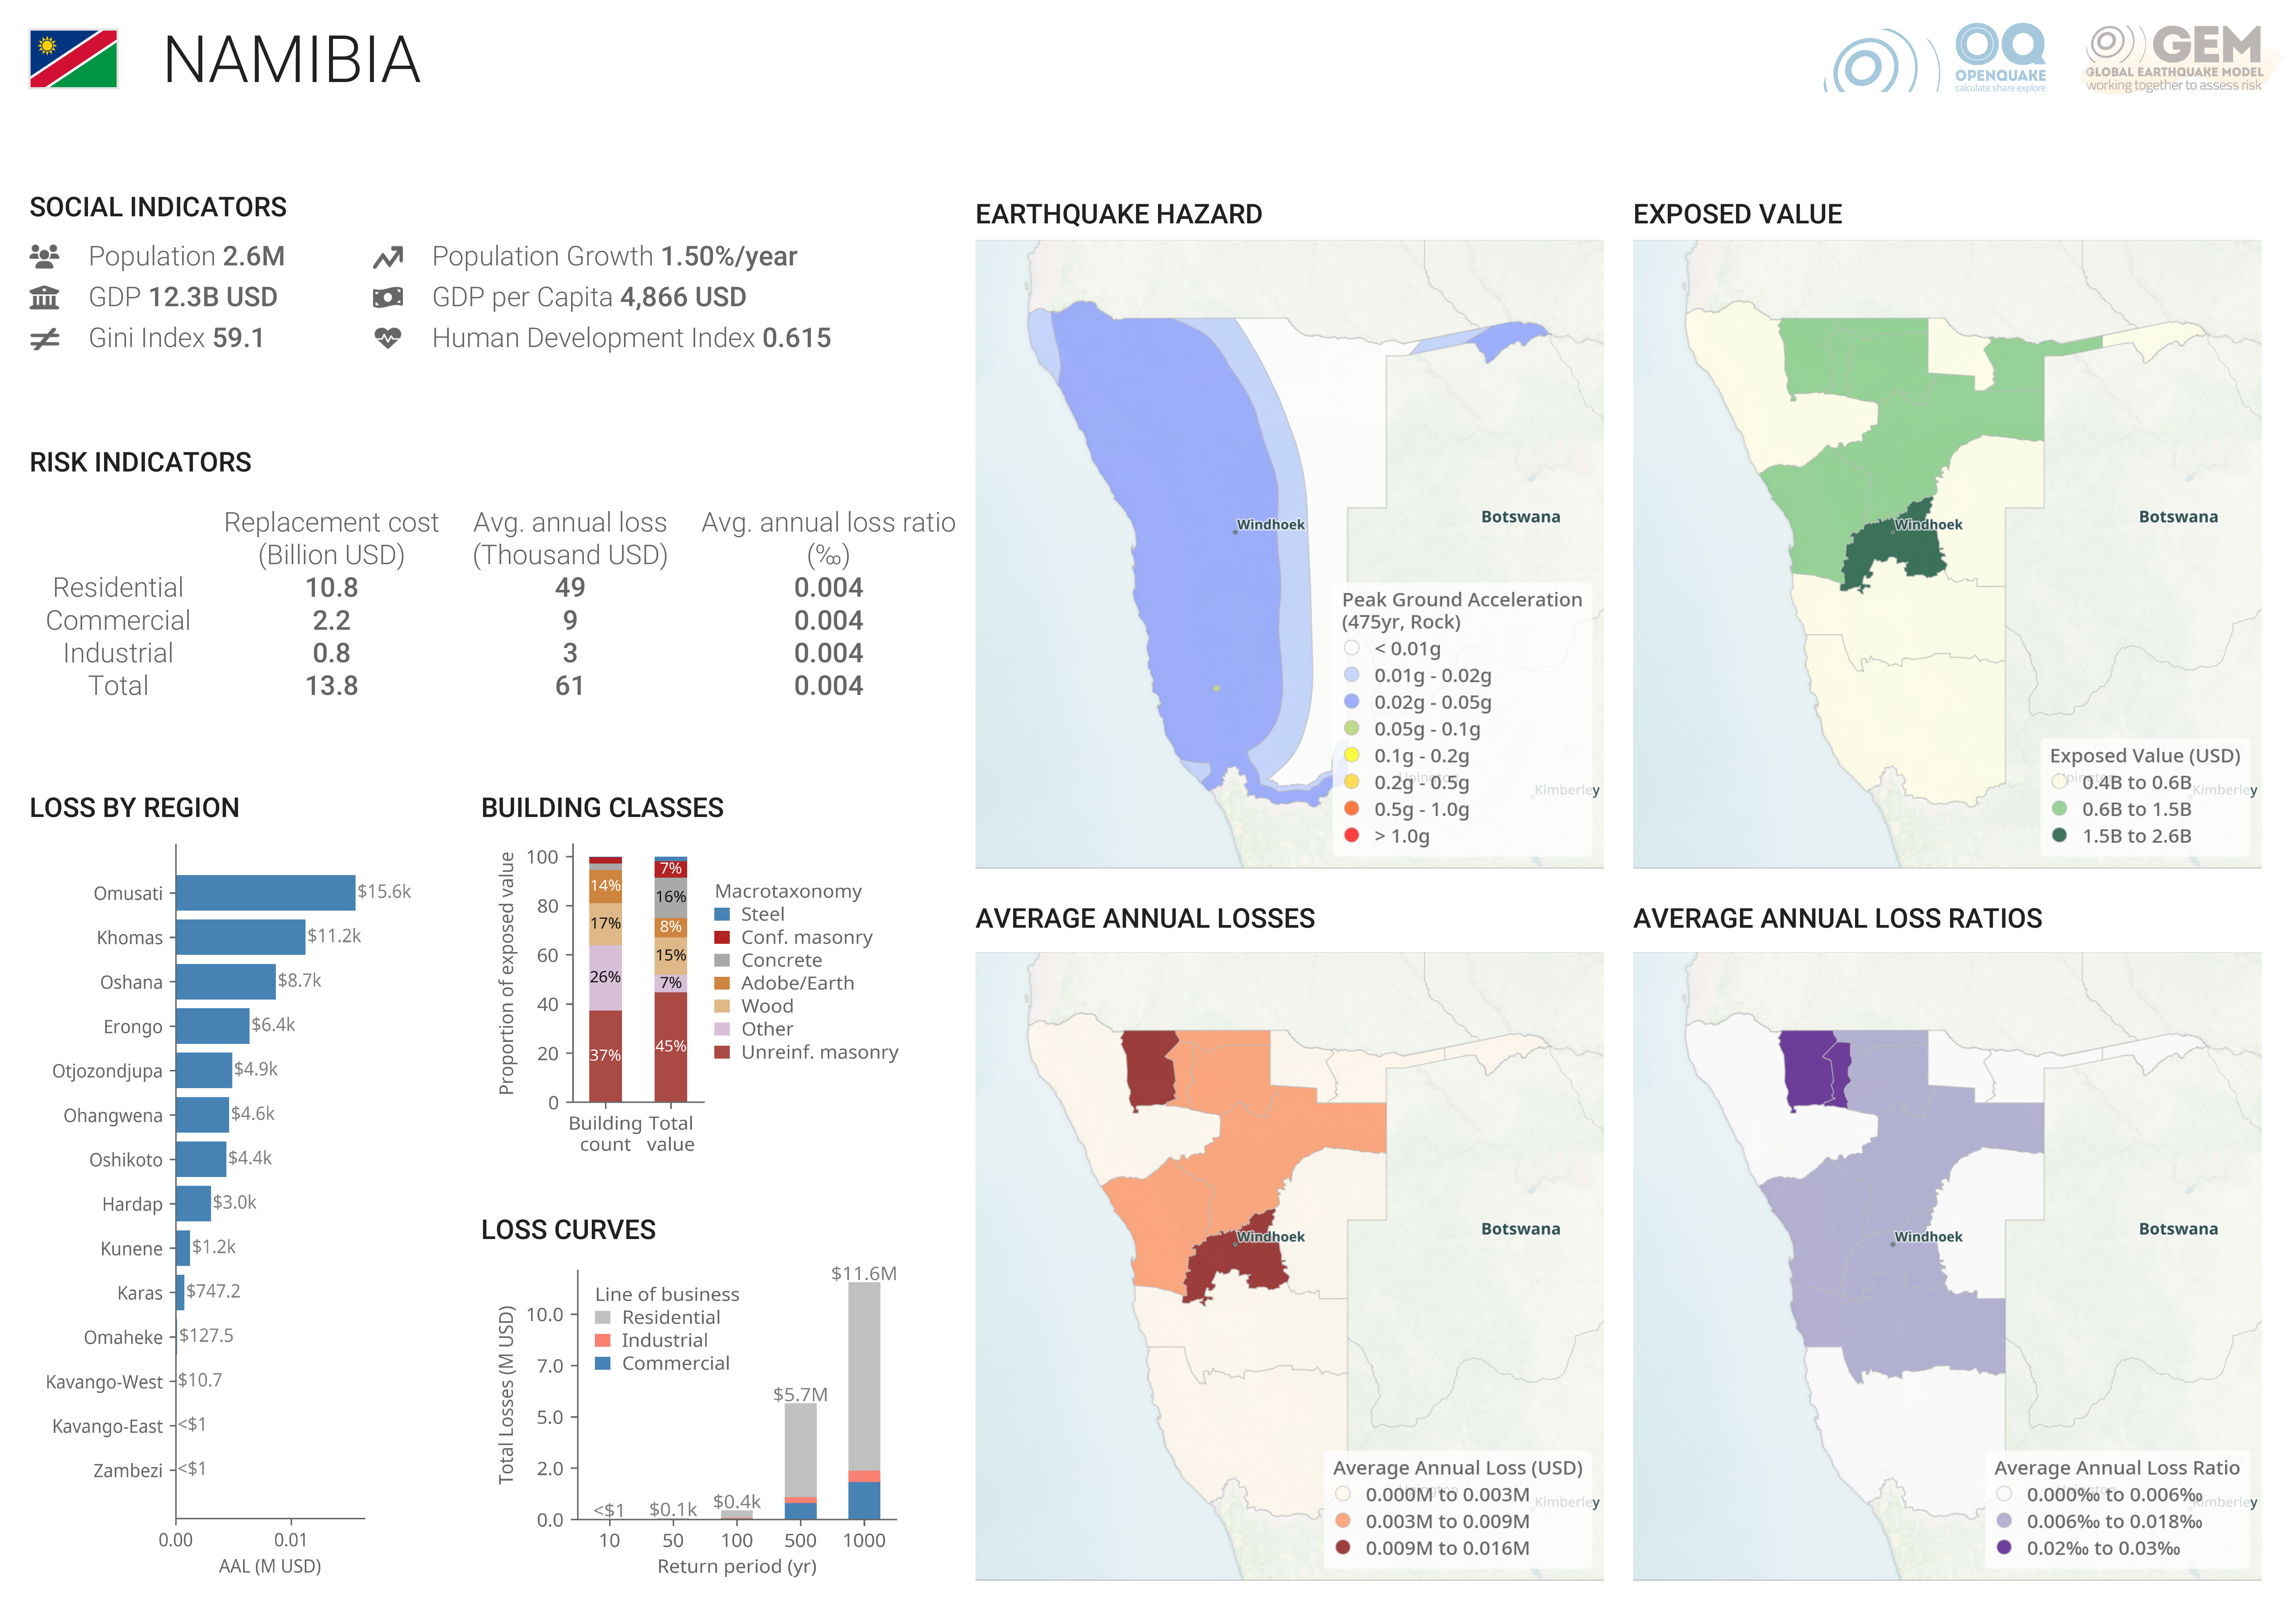 NAMIBIA
OQ
OPENQUAKE
calculate share explore
GEM
GLOBAL EARTHQUAKE MODEL
working together to assess risk
SOCIAL INDICATORS
Population 2.6M
Population Growth 1.50%/year
GDP 12.3B USD
GDP per Capita 4,866 USD
Gini Index 59.1
Human Development Index 0.615
RISK INDICATORS
Replacement cost (Billion USD)
Avg. annual loss (Thousand USD)
Avg. annual loss ratio (‰)
Residential 10.8 49 0.004
Commercial 2.2 9 0.004
Industrial 0.8 3 0.004
Total 13.8 61 0.004
LOSS BY REGION
Omusati $15.6k
Khomas $11.2k
Oshana $8.7k
Erongo $6.4k
Otjozondjupa $4.9k
Ohangwena $4.6k
Oshikoto $4.4k
Hardap $3.0k
Kunene $1.2k
Karas $747.2
Omaheke $127.5
Kavango-West $10.7
Kavango-East <$1
Zambezi <$1
0.00 0.01
AAL (M USD)
BUILDING CLASSES
Proportion of exposed value
100
80
60
40
20
0
14%
17%
26%
37%
7%
16%
8%
15%
7%
45%
Building count
Total value
Macrotaxonomy
Steel
Conf. masonry
Concrete
Adobe/Earth
Wood
Other
Unreinf. masonry
LOSS CURVES
Total Losses (M USD)
10.0
7.0
5.0
2.0
0.0
Line of business
Residential
Industrial
Commercial
<$1 $0.1k $0.4k $5.7M $11.6M
10 50 100 500 1000
Return period (yr)
EARTHQUAKE HAZARD
Windhoek
Botswana
Upington
Kimberley
Peak Ground Acceleration
(475yr, Rock)
< 0.01g
0.01g - 0.02g
0.02g - 0.05g
0.05g - 0.1g
0.1g - 0.2g
0.2g - 0.5g
0.5g - 1.0g
> 1.0g
EXPOSED VALUE
Windhoek
Botswana
Upington
Kimberley
Exposed Value (USD)
0.4B to 0.6B
0.6B to 1.5B
1.5B to 2.6B
AVERAGE ANNUAL LOSSES
Windhoek
Botswana
Upington
Kimberley
Average Annual Loss (USD)
0.000M to 0.003M
0.003M to 0.009M
0.009M to 0.016M
AVERAGE ANNUAL LOSS RATIOS
Windhoek
Botswana
Upington
Kimberley
Average Annual Loss Ratio
0.000‰ to 0.006‰
0.006‰ to 0.018‰
0.02‰ to 0.03‰